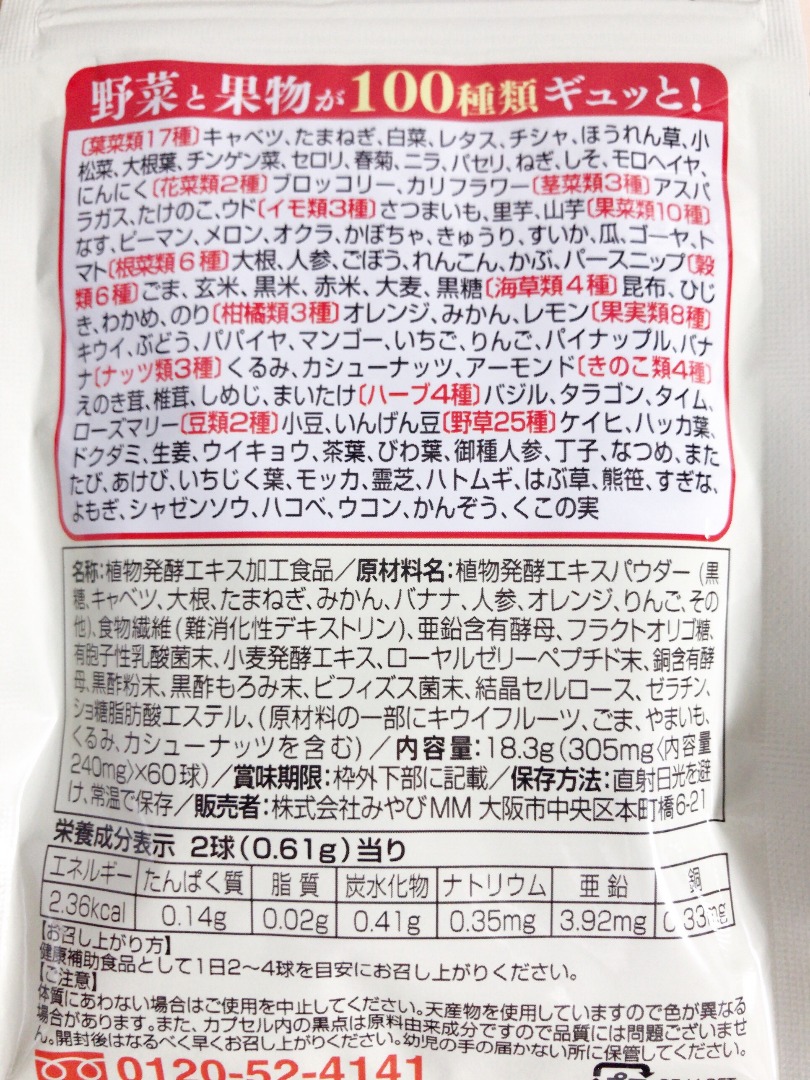 野菜と果物が100種類ギュッと!
〔葉菜類17種〕キャベツ、たまねぎ、白菜、レタス、チシャ、ほうれん草、小
松菜、大根葉、チンゲン菜、セロリ、春菊、ニラ、パセリ、ねぎ、しそ、モロヘイヤ、
にんにく〔花菜類2種〕ブロッコリー、カリフラワー〔茎菜類3種〕アスパ
ラガス、たけのこ、ウド〔イモ類3種〕さつまいも、里芋、山芋〔果菜類10種〕
なす、ピーマン、メロン、オクラ、かぼちゃ、きゅうり、すいか、瓜、ゴーヤ、ト
マト〔根菜類6種〕大根、人参、ごぼう、れんこん、かぶ、パースニップ〔穀
類6種〕ごま、玄米、黒米、赤米、大麦、黒糖〔海草類4種〕昆布、ひじ
き、わかめ、のり〔柑橘類3種〕オレンジ、みかん、レモン〔果実類8種〕
キウイ、ぶどう、パパイヤ、マンゴー、いちご、りんご、パイナップル、バナ
ナ〔ナッツ類3種〕くるみ、カシューナッツ、アーモンド〔きのこ類4種〕
えのき茸、椎茸、しめじ、まいたけ〔ハーブ4種〕バジル、タラゴン、タイム、
ローズマリー〔豆類2種〕小豆、いんげん豆〔野草25種〕ケイヒ、ハッカ葉、
ドクダミ、生姜、ウイキョウ、茶葉、びわ葉、御種人参、丁子、なつめ、また
たび、あけび、いちじく葉、モッカ、霊芝、ハトムギ、はぶ草、熊笹、すぎな、
よもぎ、シャゼンソウ、ハコベ、ウコン、かんぞう、くこの実
名称:植物発酵エキス加工食品/原材料名:植物発酵エキスパウダー(黒
糖、キャベツ、大根、たまねぎ、みかん、バナナ、人参、オレンジ、りんご、その
他)、食物繊維(難消化性デキストリン)、亜鉛含有酵母、フラクトオリゴ糖、
有胞子性乳酸菌末、小麦発酵エキス、ローヤルゼリーペプチド末、銅含有酵
母、黒酢粉末、黒酢もろみ末、ビフィズス菌末、結晶セルロース、ゼラチン、
ショ糖脂肪酸エステル、(原材料の一部にキウイフルーツ、ごま、やまいも、
くるみ、カシューナッツを含む)/内容量:18.3g(305mg〈内容量
240mg〉×60球)/賞味期限:枠外下部に記載/保存方法:直射日光を避
け、常温で保存/販売者:株式会社みやびMM 大阪市中央区本町橋6-21
栄養成分表示 2球(0.61g)当り
エネルギー たんぱく質 脂質 炭水化物 ナトリウム 亜鉛 銅
2.36kcal 0.14g 0.02g 0.41g 0.35mg 3.92mg 0.33mg
【お召し上がり方】
健康補助食品として1日2〜4球を目安にお召し上がりください。
【ご注意】
体質にあわない場合はご使用を中止してください。天産物を使用していますので色が異なる
場合があります。また、カプセル内の黒点は原料由来成分ですので品質には問題ございませ
ん。開封後はなるべく早くお召し上がりください。幼児の手の届かない所に保管してください。
0120-52-4141